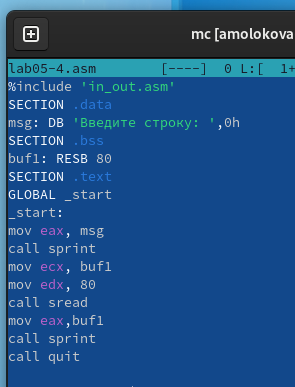 mc [amolokova
lab05-4.asm [----] 0 L:[ 1+
%include 'in_out.asm'
SECTION .data
msg: DB 'Введите строку: ',0h
SECTION .bss
buf1: RESB 80
SECTION .text
GLOBAL _start
_start:
mov eax, msg
call sprint
mov ecx, buf1
mov edx, 80
call sread
mov eax,buf1
call sprint
call quit